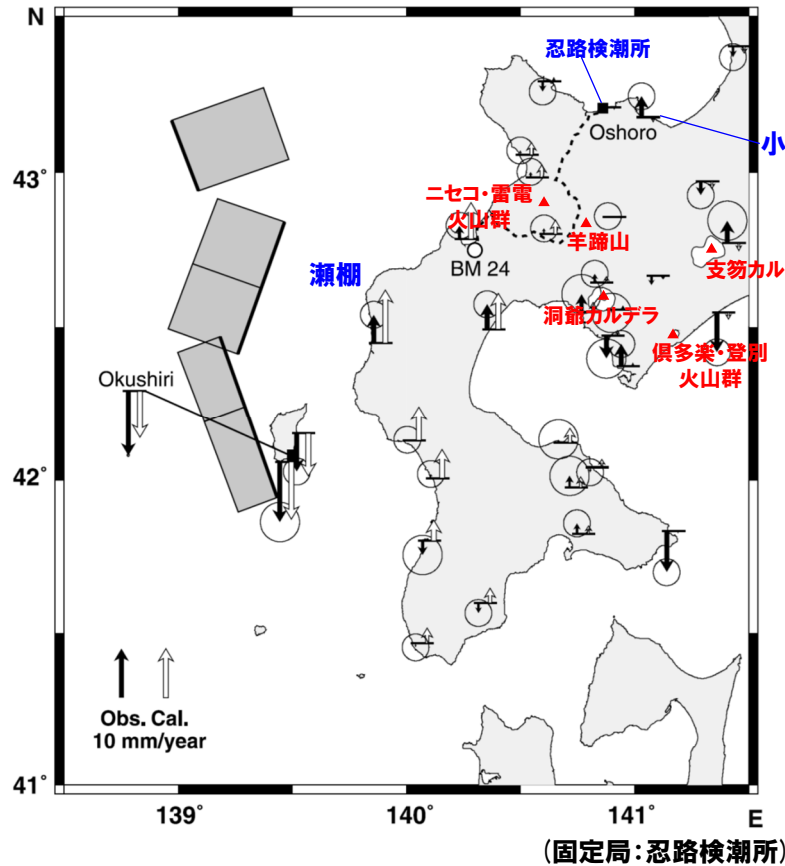 N
忍路検潮所
Oshoro
小
43°
ニセコ・雷電
火山群
羊蹄山
BM 24
支笏カル
瀬棚
洞爺カルデラ
倶多楽・登別
火山群
Okushiri
42°
Obs. Cal.
10 mm/year
41°
139°
140°
141°
E
(固定局:忍路検潮所)